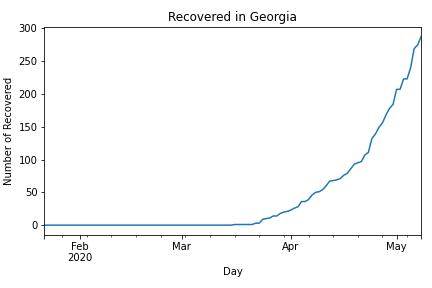 Recovered in Georgia
Number of Recovered
300
250
200
150
100
50
0
Feb
2020
Mar
Apr
May
Day